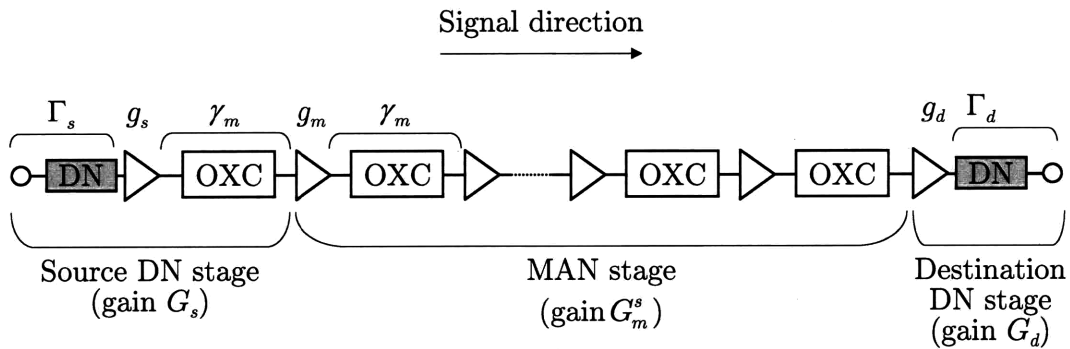 Signal direction
Γs gs γm gm γm gd Γd
DN OXC OXC OXC OXC DN
Source DN stage
(gain Gs)
MAN stage
(gain G^s_m)
Destination
DN stage
(gain Gd)